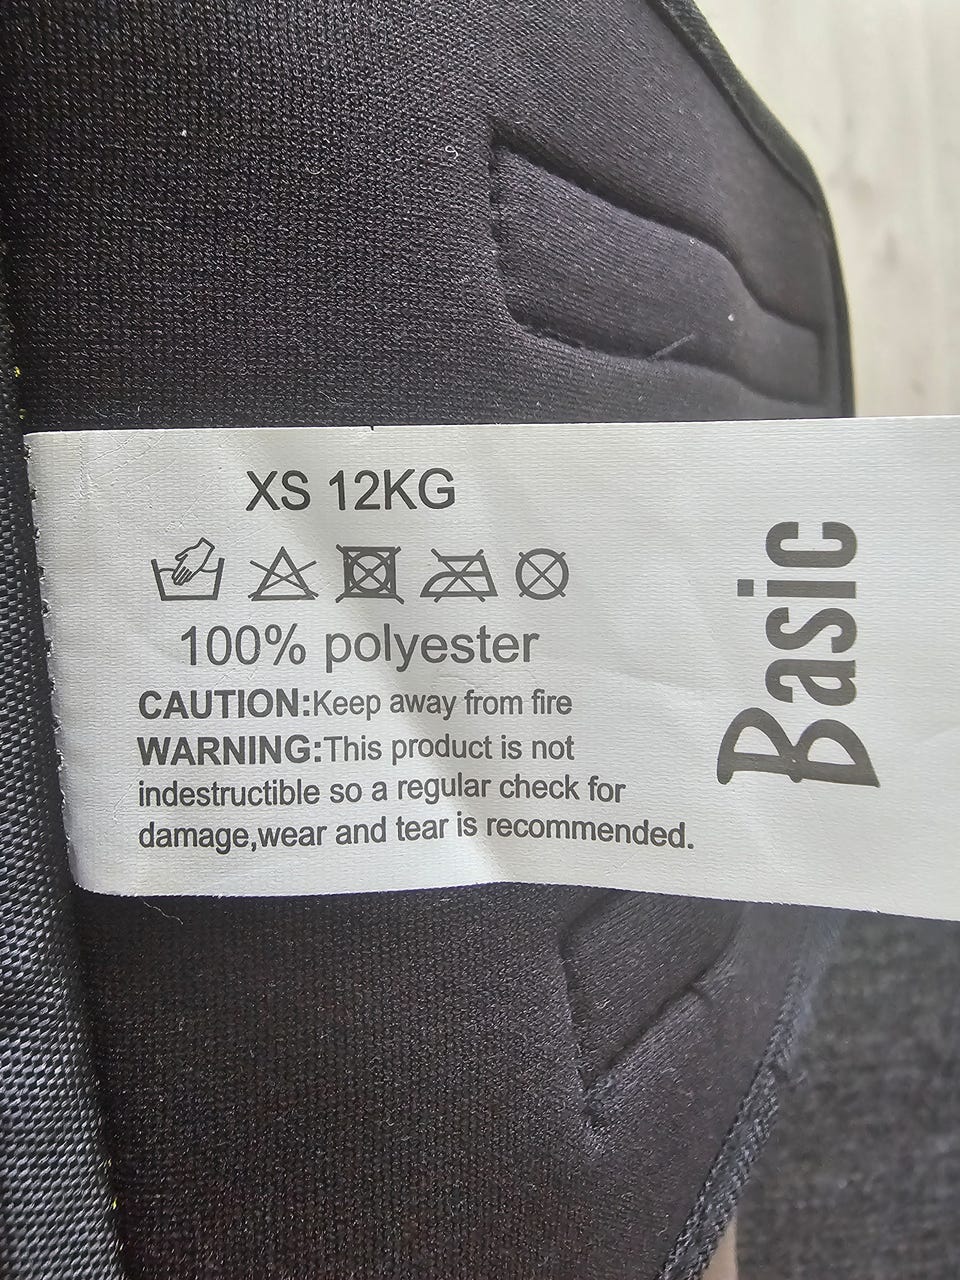 XS 12KG
100% polyester
CAUTION:Keep away from fire
WARNING:This product is not
indestructible so a regular check for
damage,wear and tear is recommended.
Basic